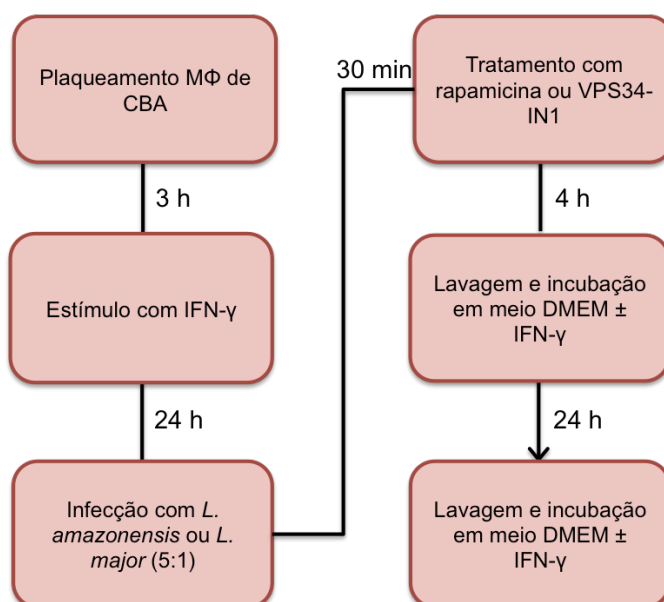 Plaqueamento MΦ de
CBA
3 h
Estímulo com IFN-γ
24 h
Infecção com L.
amazonensis ou L.
major (5:1)
30 min
Tratamento com
rapamicina ou VPS34-
IN1
4 h
Lavagem e incubação
em meio DMEM ±
IFN-γ
24 h
Lavagem e incubação
em meio DMEM ±
IFN-γ